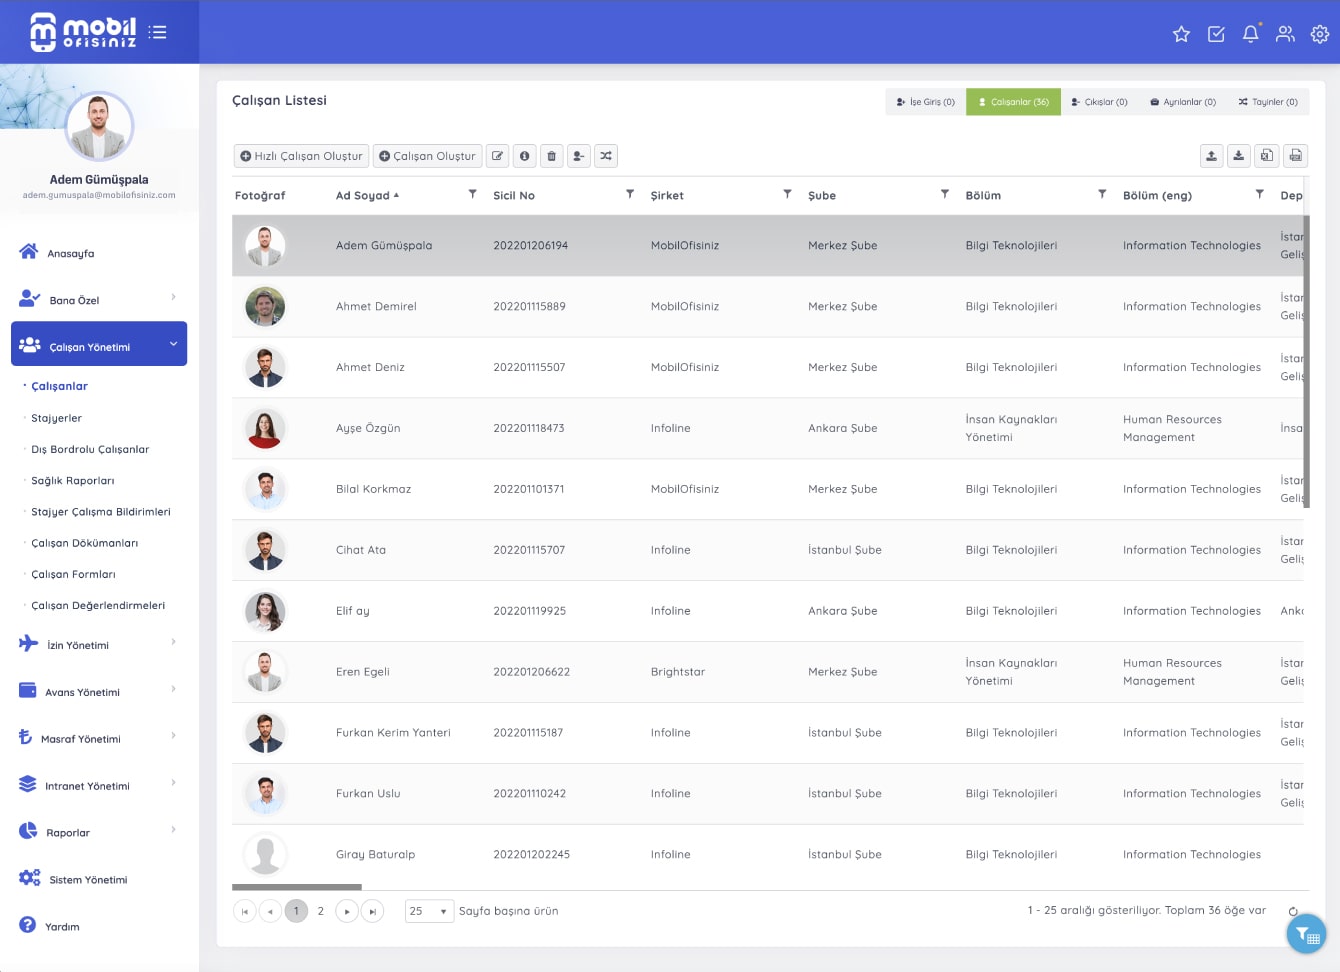 mobil
ofisiniz
Adem Gümüşpala
adem.gumuspala@mobilofisiniz.com
Anasayfa
Bana Özel
Çalışan Yönetimi
Çalışanlar
Stajyerler
Dış Bordrolu Çalışanlar
Sağlık Raporları
Stajyer Çalışma Bildirimleri
Çalışan Dökümanları
Çalışan Formları
Çalışan Değerlendirmeleri
İzin Yönetimi
Avans Yönetimi
Masraf Yönetimi
Intranet Yönetimi
Raporlar
Sistem Yönetimi
Yardım
Çalışan Listesi
İşe Giriş (0) Çalışanlar (36) Çıkışlar (0) Ayrılanlar (0) Tayinler (0)
Hızlı Çalışan Oluştur Çalışan Oluştur
Fotoğraf Ad Soyad Sicil No Şirket Şube Bölüm Bölüm (eng) Dep
Adem Gümüşpala 202201206194 MobilOfisiniz Merkez Şube Bilgi Teknolojileri Information Technologies İstar
Geliş
Ahmet Demirel 202201115889 MobilOfisiniz Merkez Şube Bilgi Teknolojileri Information Technologies İstar
Geliş
Ahmet Deniz 202201115507 MobilOfisiniz Merkez Şube Bilgi Teknolojileri Information Technologies İstar
Geliş
Ayşe Özgün 202201118473 Infoline Ankara Şube İnsan Kaynakları Human Resources İnsa
Yönetimi Management
Bilal Korkmaz 202201101371 MobilOfisiniz Merkez Şube Bilgi Teknolojileri Information Technologies İstar
Geliş
Cihat Ata 202201115707 Infoline İstanbul Şube Bilgi Teknolojileri Information Technologies İstar
Geliş
Elif ay 202201119925 Infoline Ankara Şube Bilgi Teknolojileri Information Technologies Anka
Eren Egeli 202201206622 Brightstar Merkez Şube İnsan Kaynakları Human Resources İstar
Yönetimi Management Geliş
Furkan Kerim Yanteri 202201115187 Infoline İstanbul Şube Bilgi Teknolojileri Information Technologies İstar
Geliş
Furkan Uslu 202201110242 Infoline İstanbul Şube Bilgi Teknolojileri Information Technologies İstar
Geliş
Giray Baturalp 202201202245 Infoline İstanbul Şube Bilgi Teknolojileri Information Technologies
1 2 25 Sayfa başına ürün 1 - 25 aralığı gösteriliyor. Toplam 36 öğe var